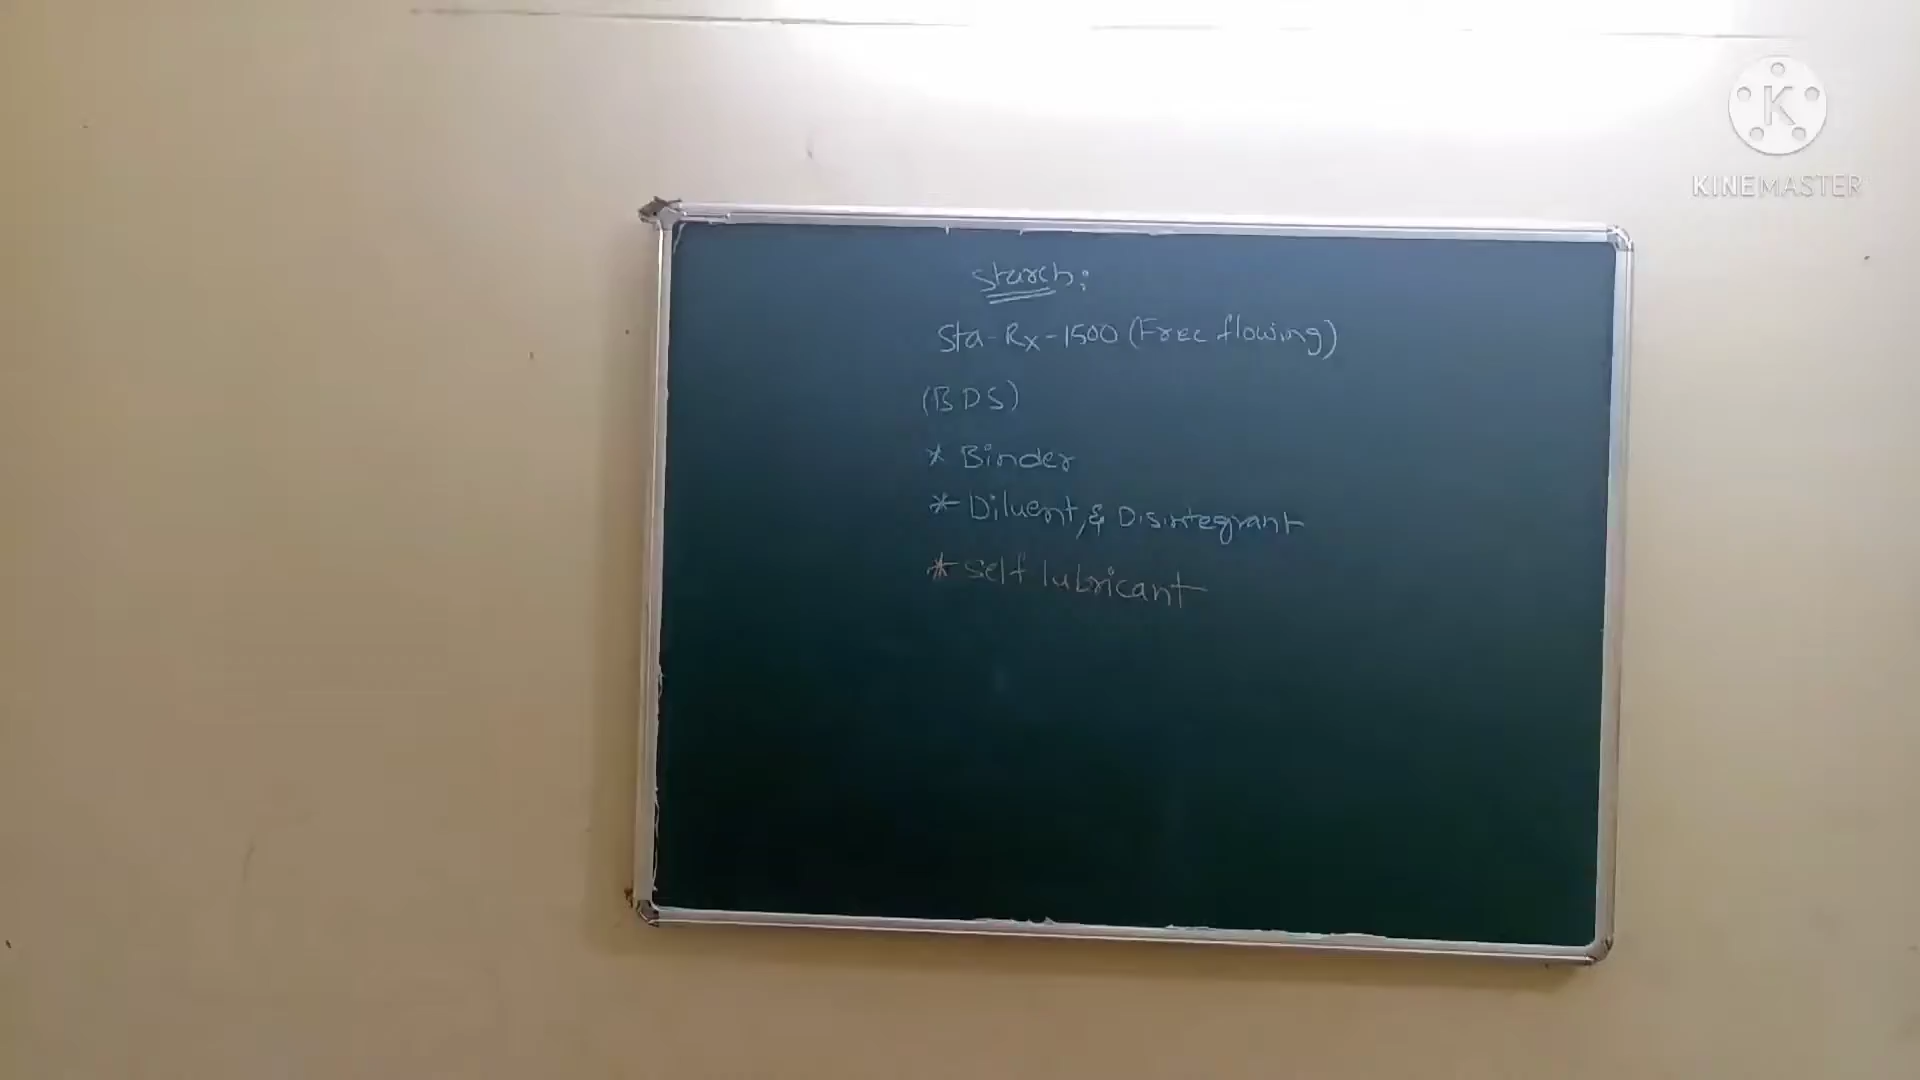 K
KINEMASTER
Starch:
Sta-Rx-1500 (Free flowing)
(BDS)
* Binder
* Diluent, & Disintegrant
* Self lubricant